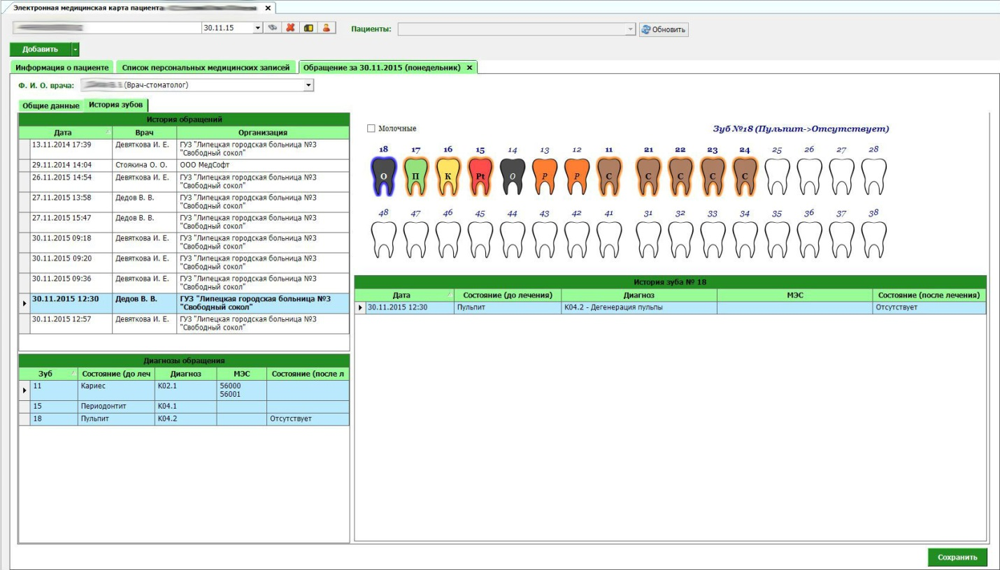 Электронная медицинская карта пациента
30.11.15
Пациенты:
Обновить
Добавить
Информация о пациенте Список персональных медицинских записей Обращение за 30.11.2015 (понедельник)
Ф. И. О. врача: (Врач-стоматолог)
Общие данные История зубов
История обращений
Дата Врач Организация
13.11.2014 17:39 Девяткова И. Е. ГУЗ "Липецкая городская больница №3
"Свободный сокол"
29.11.2014 14:04 Стоякина О. О. ООО МедСофт
26.11.2015 14:54 Девяткова И. Е. ГУЗ "Липецкая городская больница №3
"Свободный сокол"
27.11.2015 13:58 Дедов В. В. ГУЗ "Липецкая городская больница №3
"Свободный сокол"
27.11.2015 15:47 Дедов В. В. ГУЗ "Липецкая городская больница №3
"Свободный сокол"
30.11.2015 09:18 Девяткова И. Е. ГУЗ "Липецкая городская больница №3
"Свободный сокол"
30.11.2015 09:20 Девяткова И. Е. ГУЗ "Липецкая городская больница №3
"Свободный сокол"
30.11.2015 09:36 Девяткова И. Е. ГУЗ "Липецкая городская больница №3
"Свободный сокол"
30.11.2015 12:30 Дедов В. В. ГУЗ "Липецкая городская больница №3
"Свободный сокол"
30.11.2015 12:57 Девяткова И. Е. ГУЗ "Липецкая городская больница №3
"Свободный сокол"
Диагнозы обращения
Зуб Состояние (до леч Диагноз МЭС Состояние (после л
11 Кариес K02.1 56000
56001
15 Периодонтит K04.1
18 Пульпит K04.2 Отсутствует
Молочные
Зуб №18 (Пульпит->Отсутствует)
18 17 16 15 14 13 12 11 21 22 23 24 25 26 27 28
О П К Pt О Р Р С С С С С
48 47 46 45 44 43 42 41 31 32 33 34 35 36 37 38
История зуба № 18
Дата Состояние (до лечения) Диагноз МЭС Состояние (после лечения)
30.11.2015 12:30 Пульпит K04.2 - Дегенерация пульпы Отсутствует
Сохранить